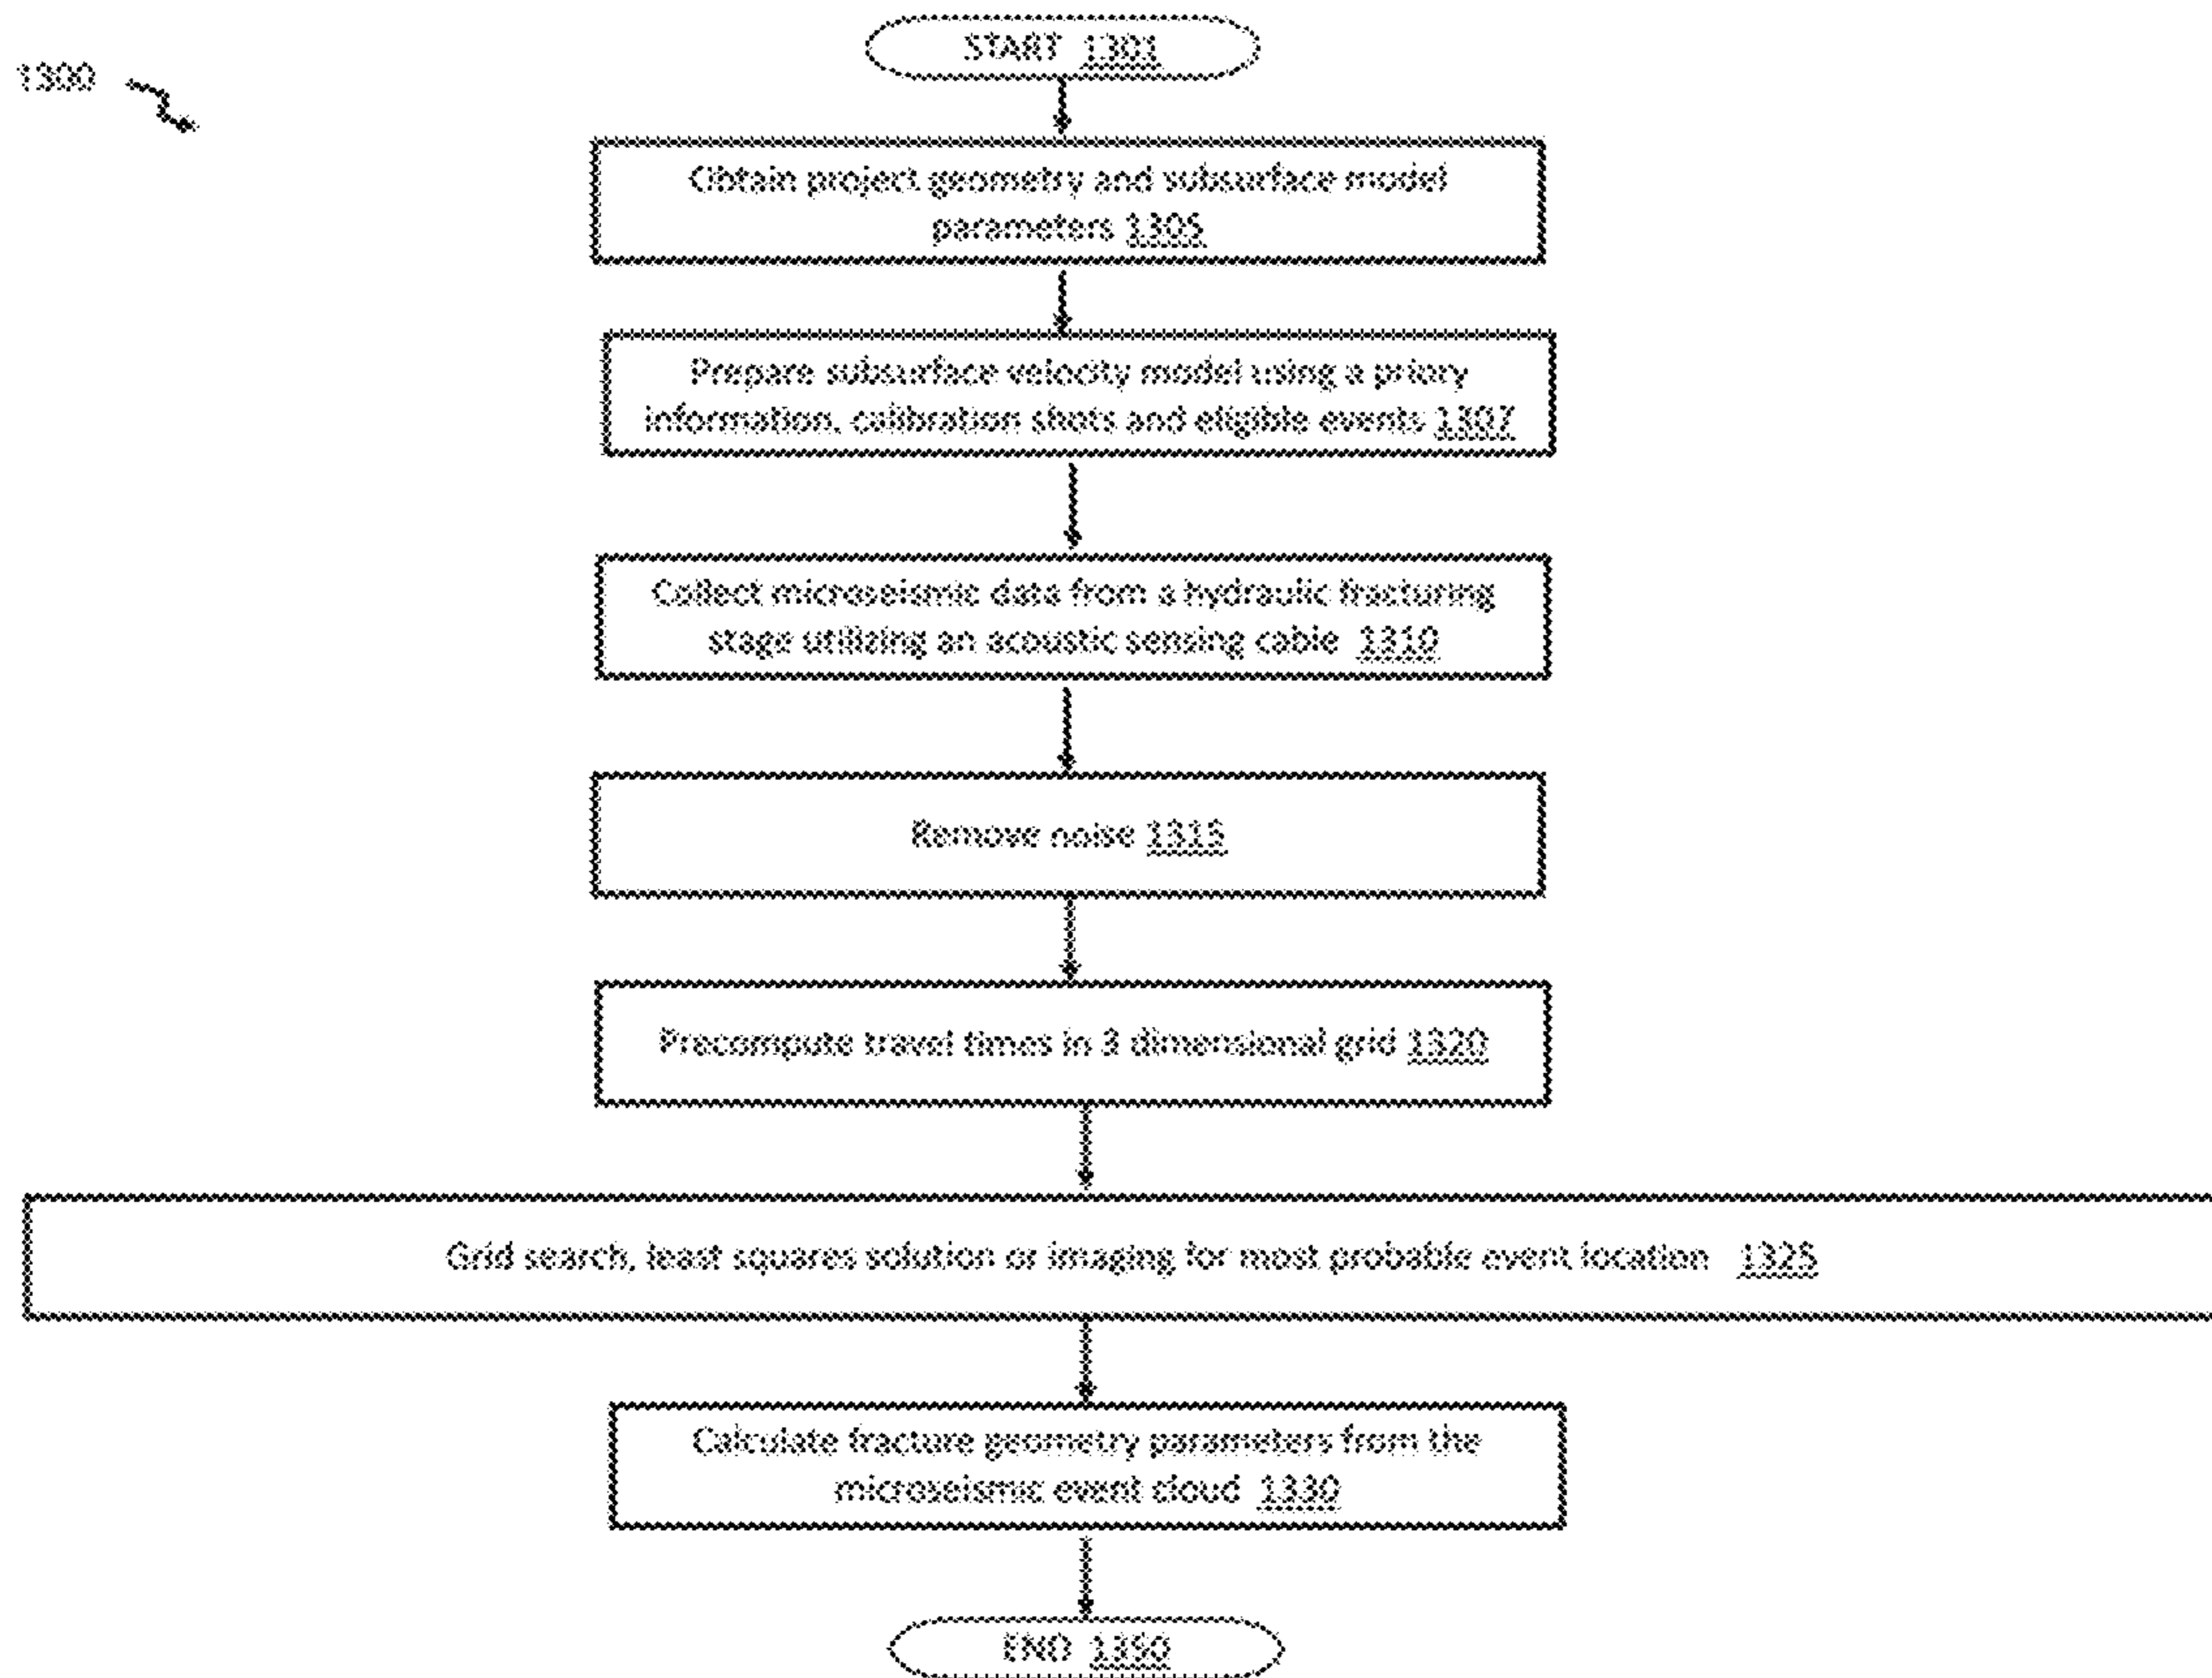 START 1301
1300
Obtain project geometry and subsurface model
parameters 1305
Prepare subsurface velocity model using a priory
information, calibration shots and eligible events 1307
Collect microseismic data from a hydraulic fracturing
stage utilizing an acoustic sensing cable 1310
Remove noise 1315
Precompute travel times in 3 dimensional grid 1320
Grid search, least squares solution or imaging for most probable event location 1325
Calculate fracture geometry parameters from the
microseismic event cloud 1330
END 1350